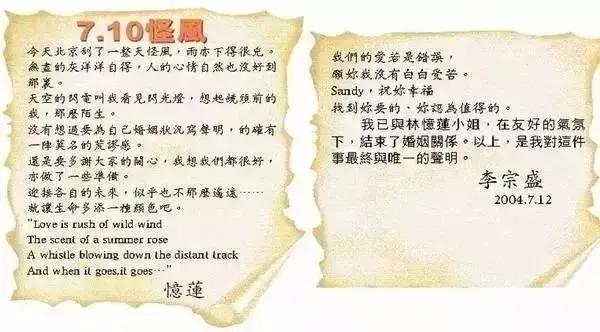 7.10怪風
今天北京刮了一整天怪風，雨亦下得很兇。
無盡的灰洋洋自得，人的心情自然也沒好到
那裏。
天空的閃電叫我看見閃光燈，想起鏡頭前的
我，那麼陌生。
沒有想過要為自己婚姻狀況寫聲明，的確有
一陣莫名的荒謬感。
還是要多謝大家的關心，我想我們都很好，
亦做了一些準備。
迎接各自的未來，似乎也不那麼遙遠⋯⋯
就讓生命多添一種顏色吧。
"Love is rush of wild wind
The scent of a summer rose
A whistle blowing down the distant track
And when it goes,it goes⋯"
憶蓮
我們的愛若是錯誤，
願妳我沒有白白受苦。
Sandy，祝妳幸福
找到妳要的、妳認為值得的。
我已與林憶蓮小姐，在友好的氣氛
下，結束了婚姻關係。以上，是我對這件
事最終與唯一的聲明。
李宗盛
2004.7.12